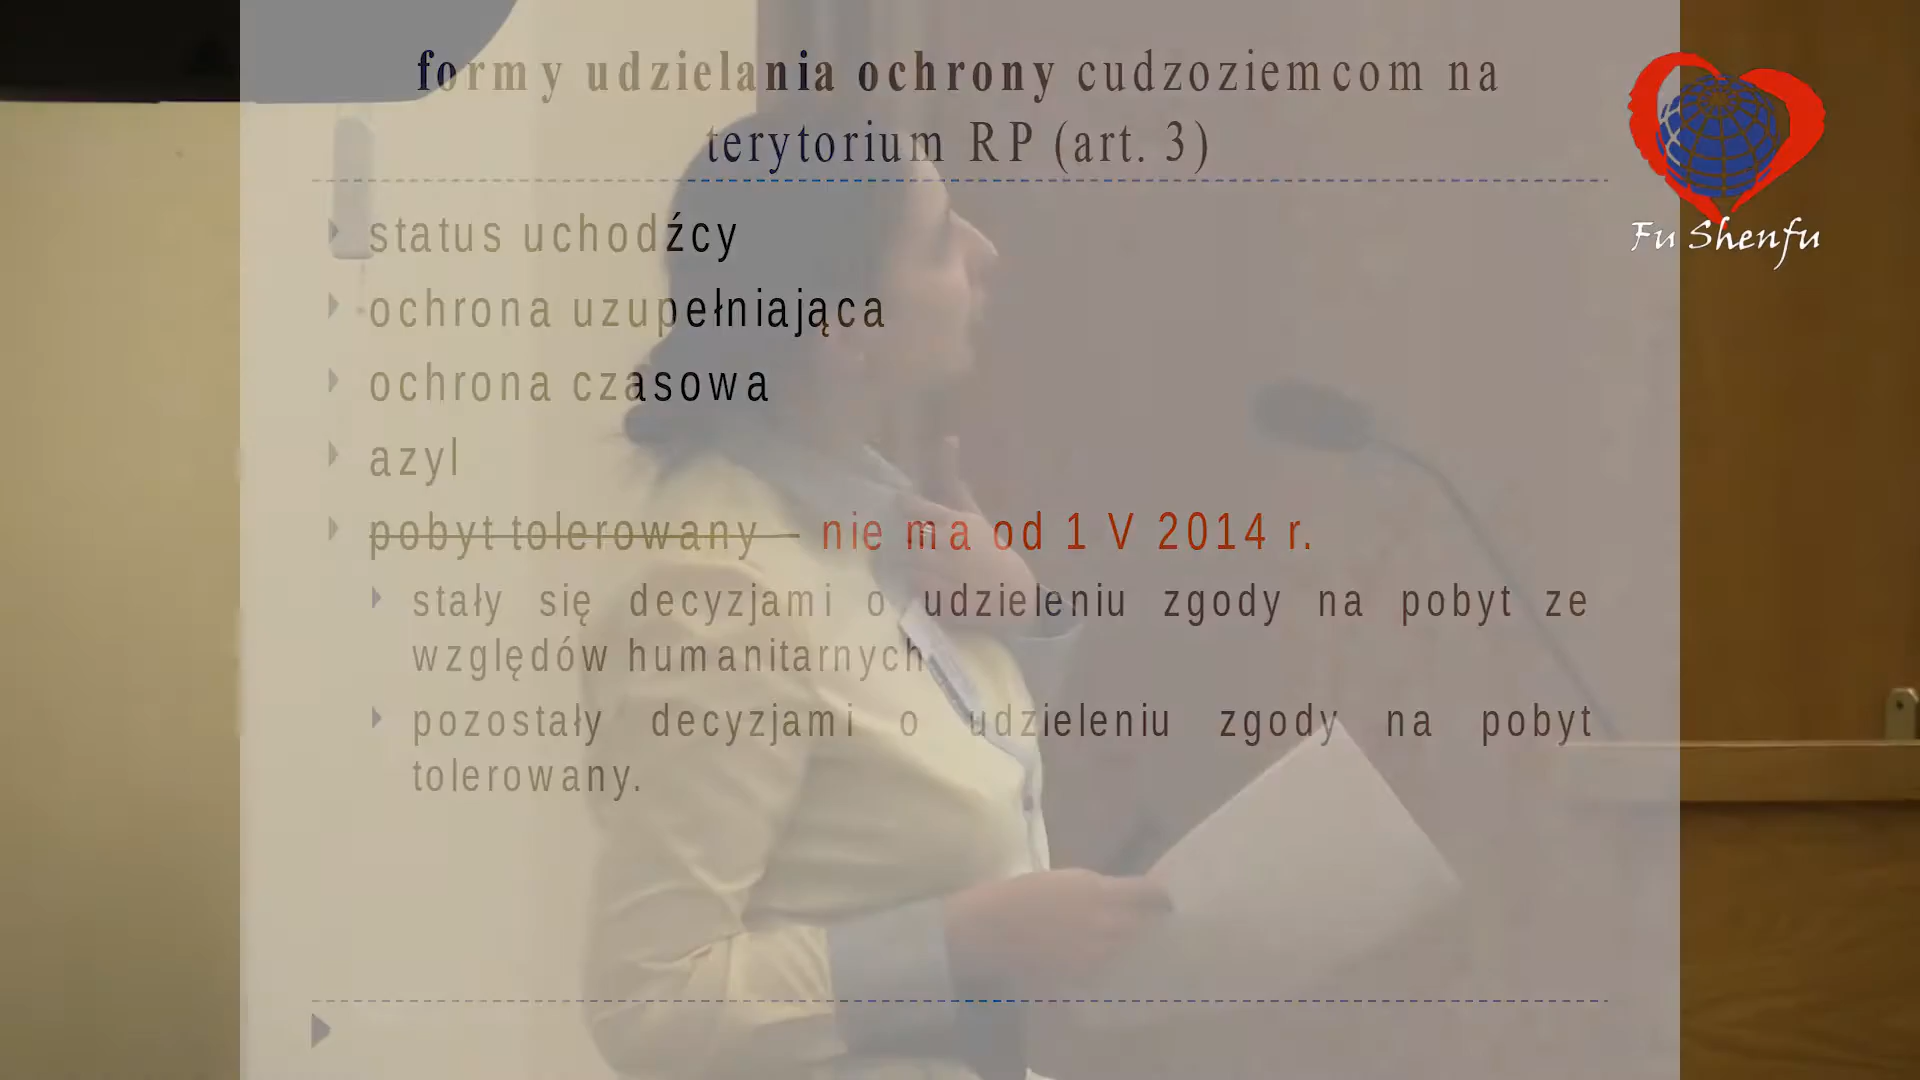 formy udzielania ochrony cudzoziemcom na
terytorium RP (art. 3)
status uchodźcy
ochrona uzupełniająca
ochrona czasowa
azyl
pobyt tolerowany – nie ma od 1 V 2014 r.
stały się decyzjami o udzieleniu zgody na pobyt ze
względów humanitarnych
pozostały decyzjami o udzieleniu zgody na pobyt
tolerowany.
Fu Shenfu